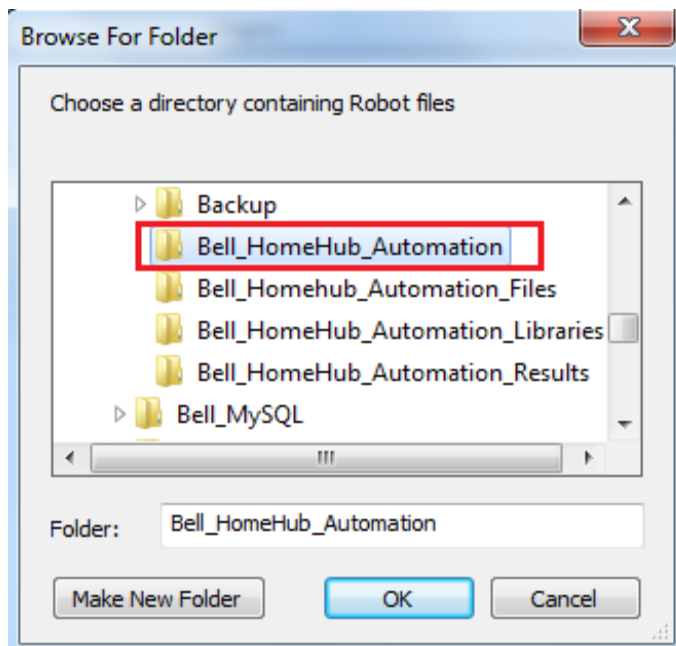 Browse For Folder
Choose a directory containing Robot files
Backup
Bell_HomeHub_Automation
Bell_Homehub_Automation_Files
Bell_HomeHub_Automation_Libraries
Bell_HomeHub_Automation_Results
Bell_MySQL
Folder: Bell_HomeHub_Automation
Make New Folder OK Cancel